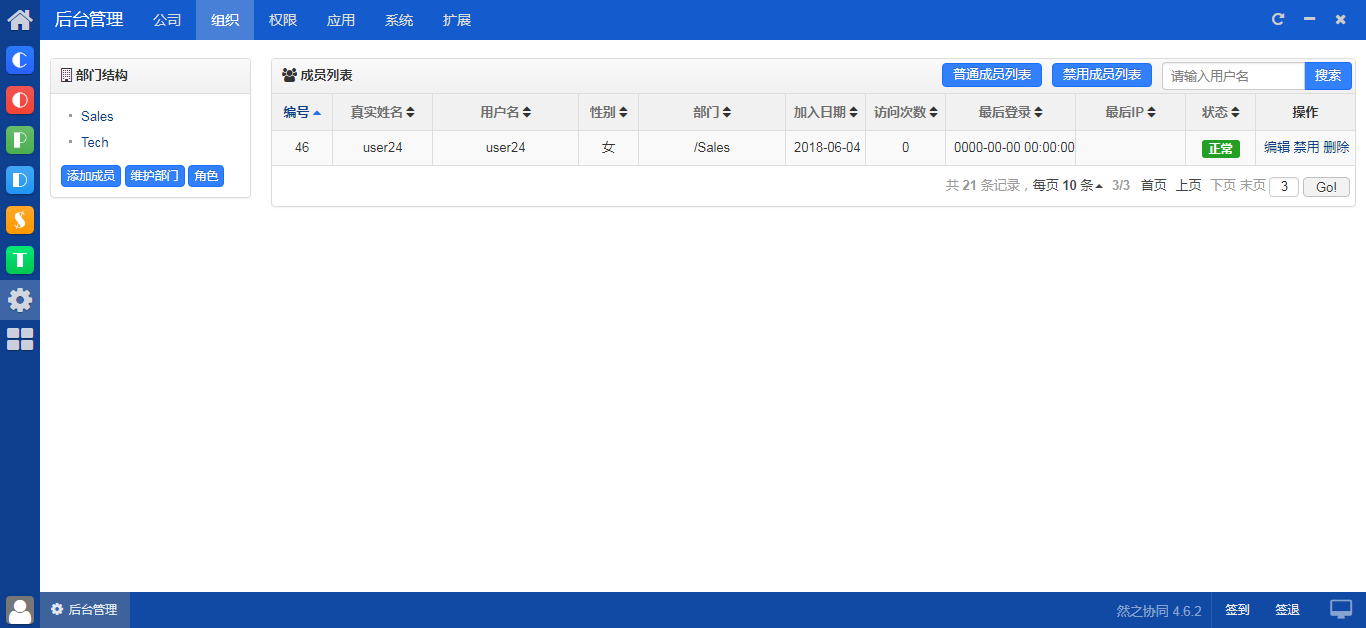 后台管理 公司 组织 权限 应用 系统 扩展
部门结构
Sales
Tech
添加成员 维护部门 角色
成员列表 普通成员列表 禁用成员列表 请输入用户名 搜索
编号 真实姓名 用户名 性别 部门 加入日期 访问次数 最后登录 最后IP 状态 操作
46 user24 user24 女 /Sales 2018-06-04 0 0000-00-00 00:00:00 正常 编辑 禁用 删除
共 21 条记录，每页 10 条 3/3 首页 上页 下页 末页 3 Go!
后台管理 然之协同 4.6.2 签到 签退